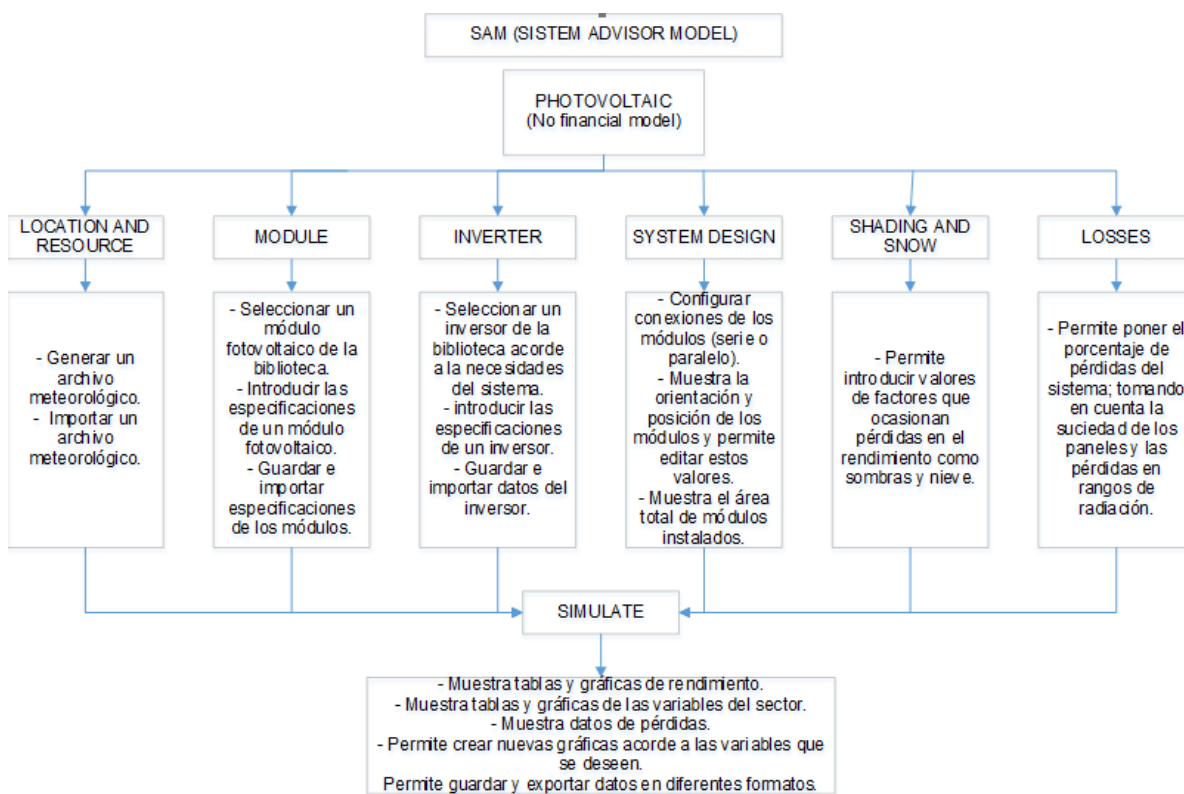 SAM (SISTEM ADVISOR MODEL)
PHOTOVOLTAIC
(No financial model)
LOCATION AND
RESOURCE
MODULE
INVERTER
SYSTEM DESIGN
SHADING AND
SNOW
LOSSES
- Generar un
archivo
meteorológico.
- Importar un
archivo
meteorológico.
- Seleccionar un
módulo
fotovoltaico de la
biblioteca.
- Introducir las
especificaciones
de un módulo
fotovoltaico.
- Guardar e
importar
especificaciones
de los módulos.
- Seleccionar un
inversor de la
biblioteca acorde
a la necesidades
del sistema.
- introducir las
especificaciones
de un inversor.
- Guardar e
importar datos del
inversor.
- Configurar
conexiones de los
módulos (serie o
paralelo).
- Muestra la
orientación y
posición de los
módulos y permite
editar estos
valores.
- Muestra el área
total de módulos
instalados.
- Permite
introducir valores
de factores que
ocasionan
pérdidas en el
rendimiento como
sombras y nieve.
- Permite poner el
porcentaje de
pérdidas del
sistema; tomando
en cuenta la
suciedad de los
paneles y las
pérdidas en
rangos de
radiación.
SIMULATE
- Muestra tablas y gráficas de rendimiento.
- Muestra tablas y gráficas de las variables del sector.
- Muestra datos de pérdidas.
- Permite crear nuevas gráficas acorde a las variables que
se deseen.
Permite guardar y exportar datos en diferentes formatos.